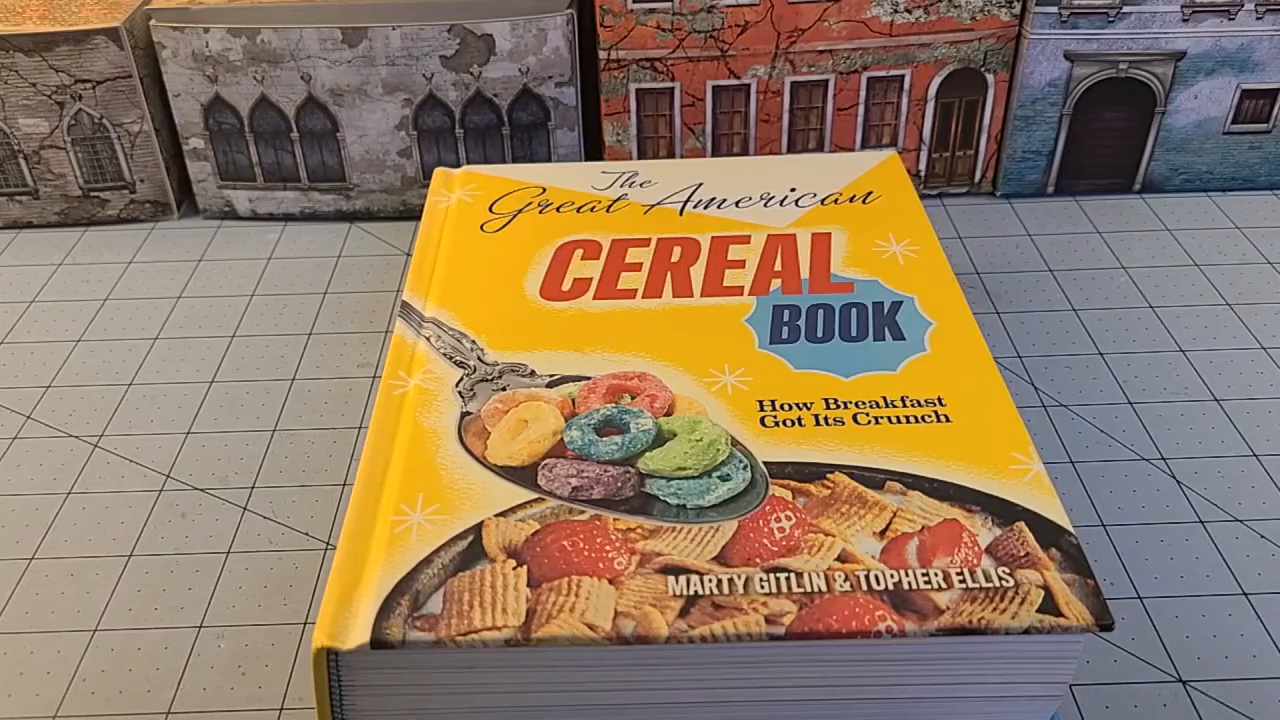 The
Great American
CEREAL
BOOK
How Breakfast
Got Its Crunch
MARTY GITLIN & TOPHER ELLIS